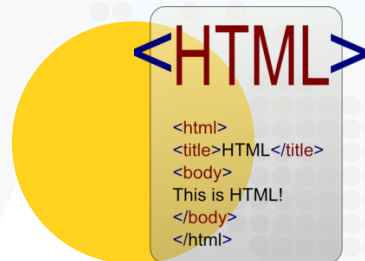 <HTML>
<html>
<title>HTML</title>
<body>
This is HTML!
</body>
</html>